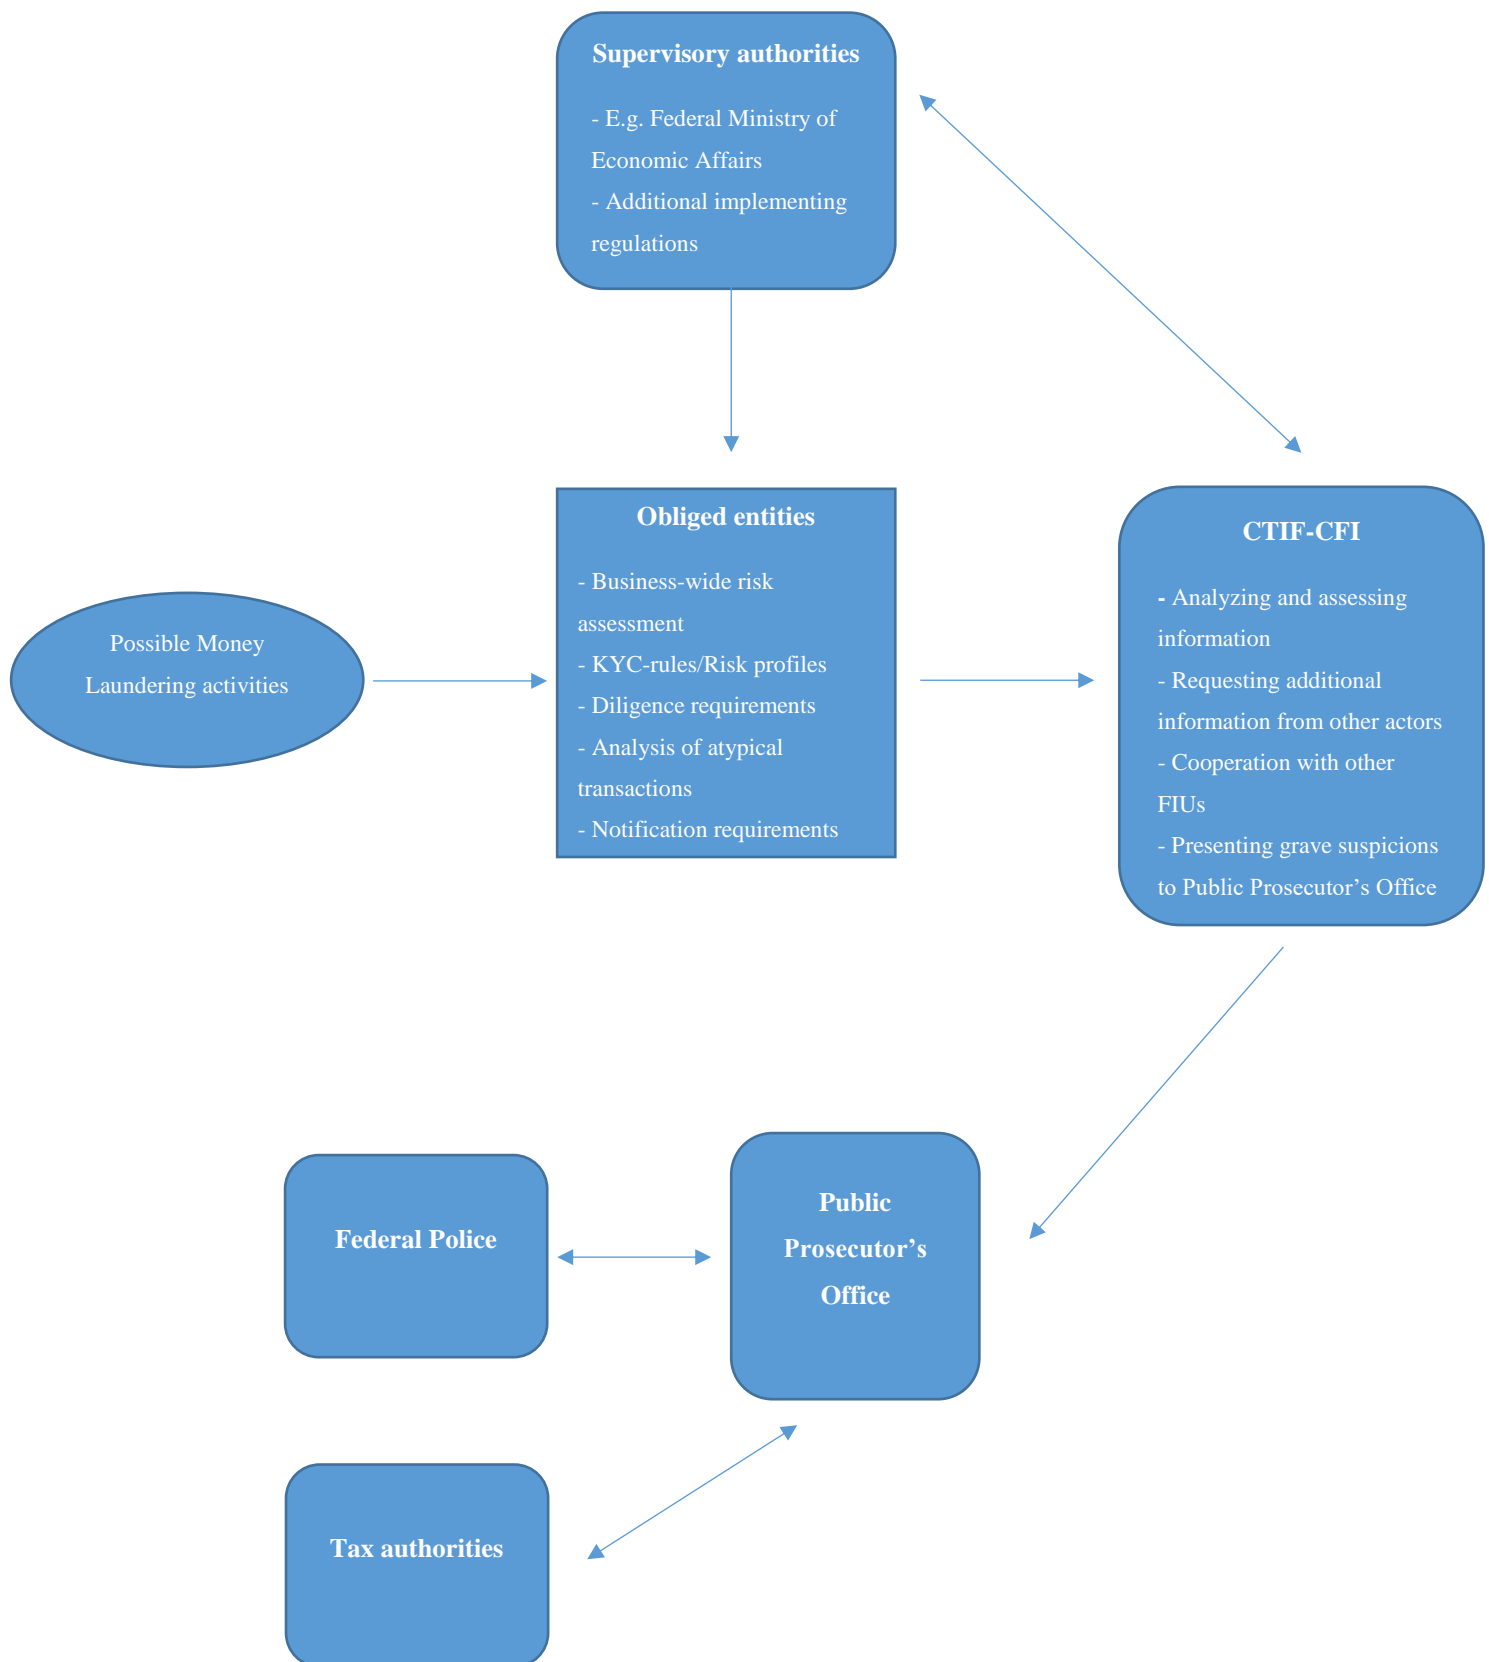 Supervisory authorities
- E.g. Federal Ministry of
Economic Affairs
- Additional implementing
regulations
Possible Money
Laundering activities
Obliged entities
- Business-wide risk
assessment
- KYC-rules/Risk profiles
- Diligence requirements
- Analysis of atypical
transactions
- Notification requirements
CTIF-CFI
- Analyzing and assessing
information
- Requesting additional
information from other actors
- Cooperation with other
FIUs
- Presenting grave suspicions
to Public Prosecutor’s Office
Federal Police
Public
Prosecutor’s
Office
Tax authorities